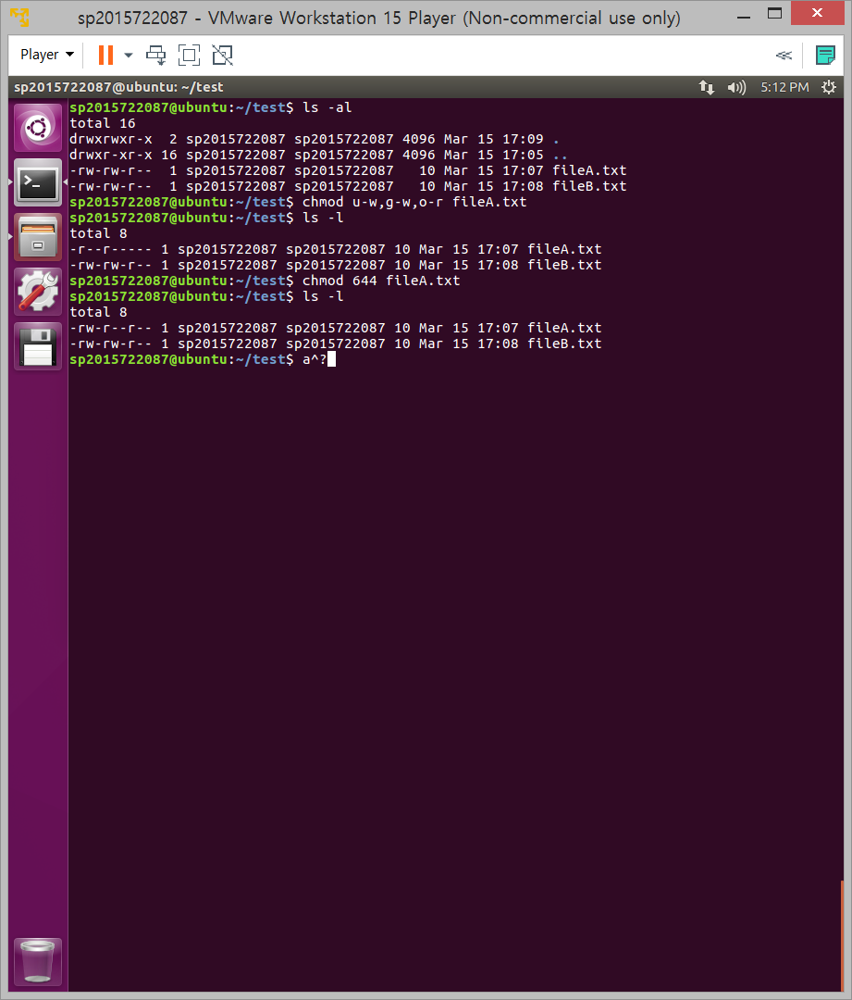 sp2015722087 - VMware Workstation 15 Player (Non-commercial use only)
Player
sp2015722087@ubuntu: ~/test
5:12 PM
sp2015722087@ubuntu:~/test$ ls -al
total 16
drwxrwxr-x  2 sp2015722087 sp2015722087 4096 Mar 15 17:09 .
drwxr-xr-x 16 sp2015722087 sp2015722087 4096 Mar 15 17:05 ..
-rw-rw-r--  1 sp2015722087 sp2015722087   10 Mar 15 17:07 fileA.txt
-rw-rw-r--  1 sp2015722087 sp2015722087   10 Mar 15 17:08 fileB.txt
sp2015722087@ubuntu:~/test$ chmod u-w,g-w,o-r fileA.txt
sp2015722087@ubuntu:~/test$ ls -l
total 8
-r--r----- 1 sp2015722087 sp2015722087 10 Mar 15 17:07 fileA.txt
-rw-rw-r-- 1 sp2015722087 sp2015722087 10 Mar 15 17:08 fileB.txt
sp2015722087@ubuntu:~/test$ chmod 644 fileA.txt
sp2015722087@ubuntu:~/test$ ls -l
total 8
-rw-r--r-- 1 sp2015722087 sp2015722087 10 Mar 15 17:07 fileA.txt
-rw-rw-r-- 1 sp2015722087 sp2015722087 10 Mar 15 17:08 fileB.txt
sp2015722087@ubuntu:~/test$ a^?